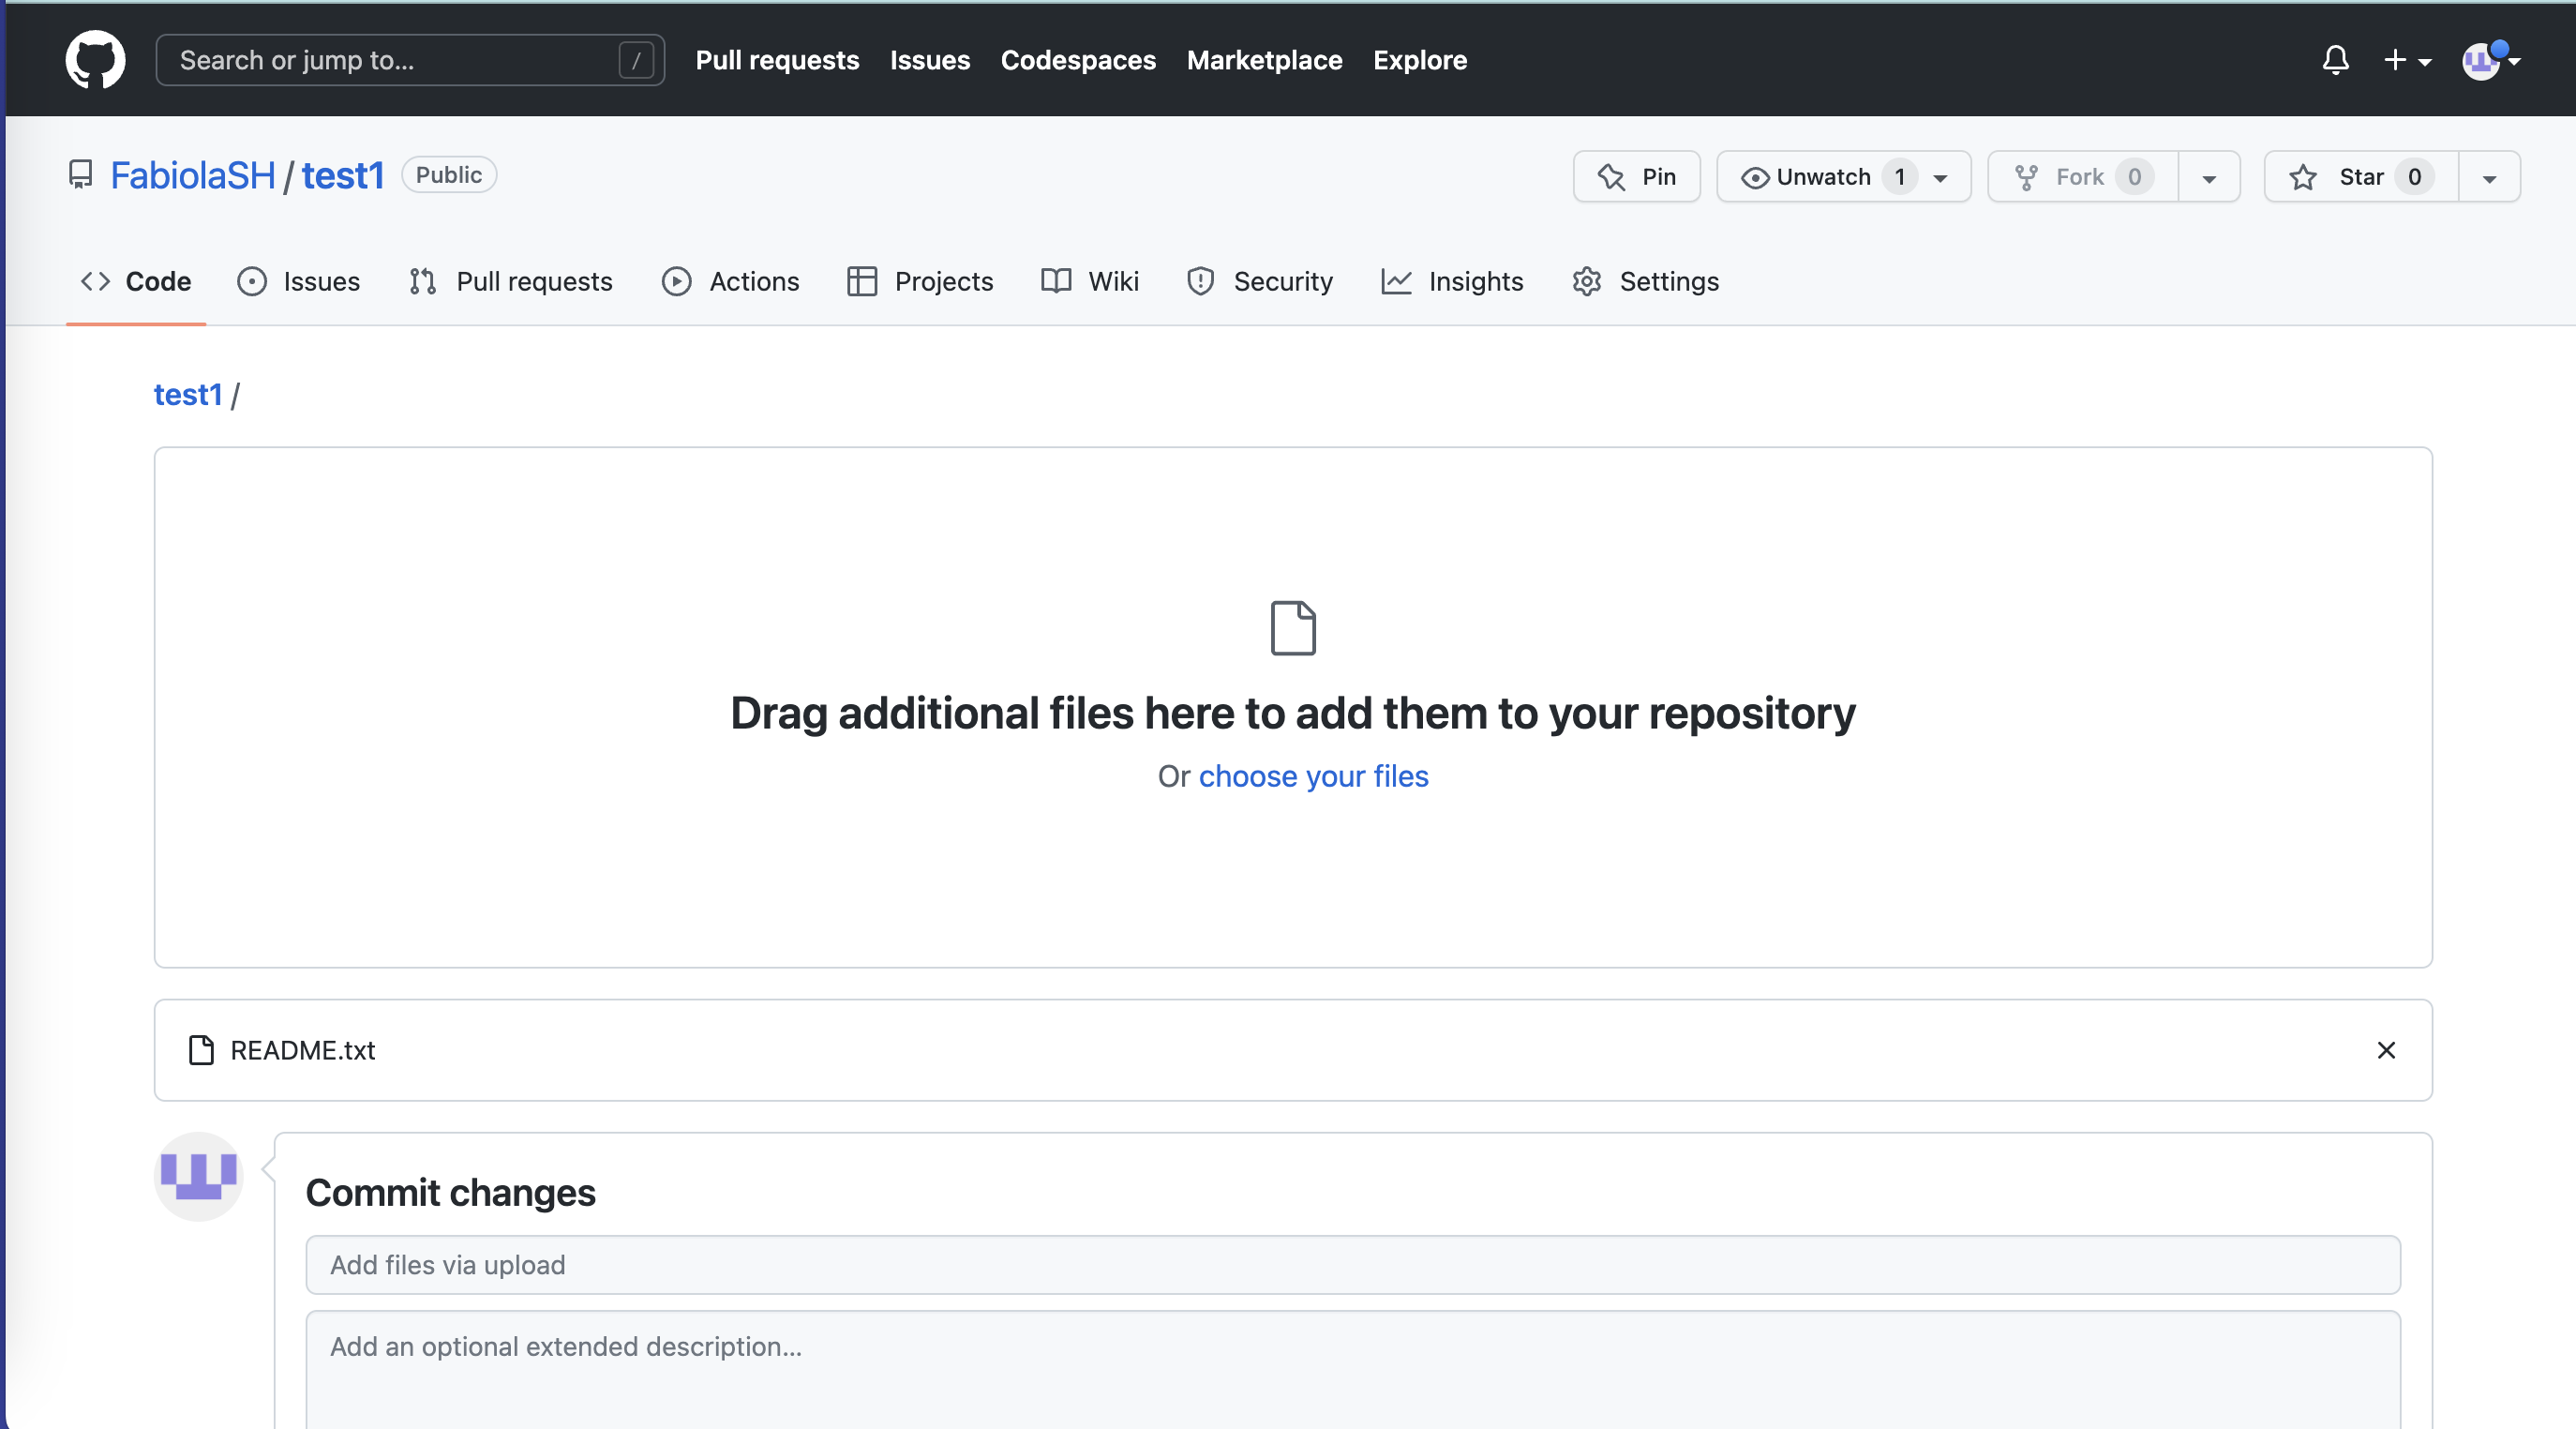 Search or jump to... / Pull requests Issues Codespaces Marketplace Explore
FabiolaSH / test1 Public Pin Unwatch 1 Fork 0 Star 0
Code Issues Pull requests Actions Projects Wiki Security Insights Settings
test1 /
Drag additional files here to add them to your repository
Or choose your files
README.txt
Commit changes
Add files via upload
Add an optional extended description...